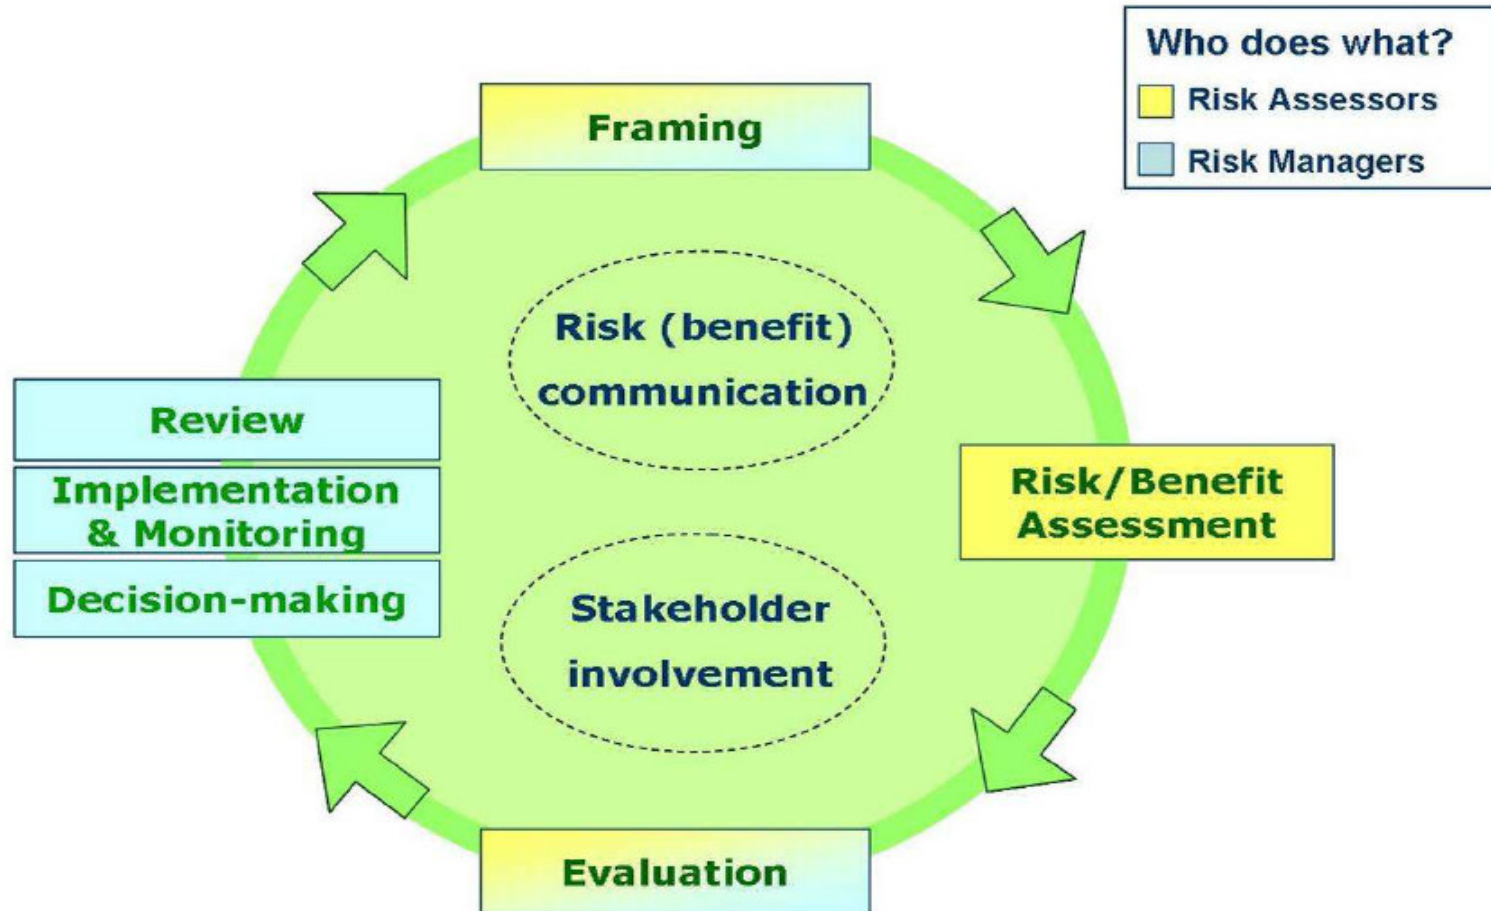 Who does what?
Risk Assessors
Risk Managers
Framing
Risk (benefit)
communication
Review
Implementation
& Monitoring
Decision-making
Risk/Benefit
Assessment
Stakeholder
involvement
Evaluation